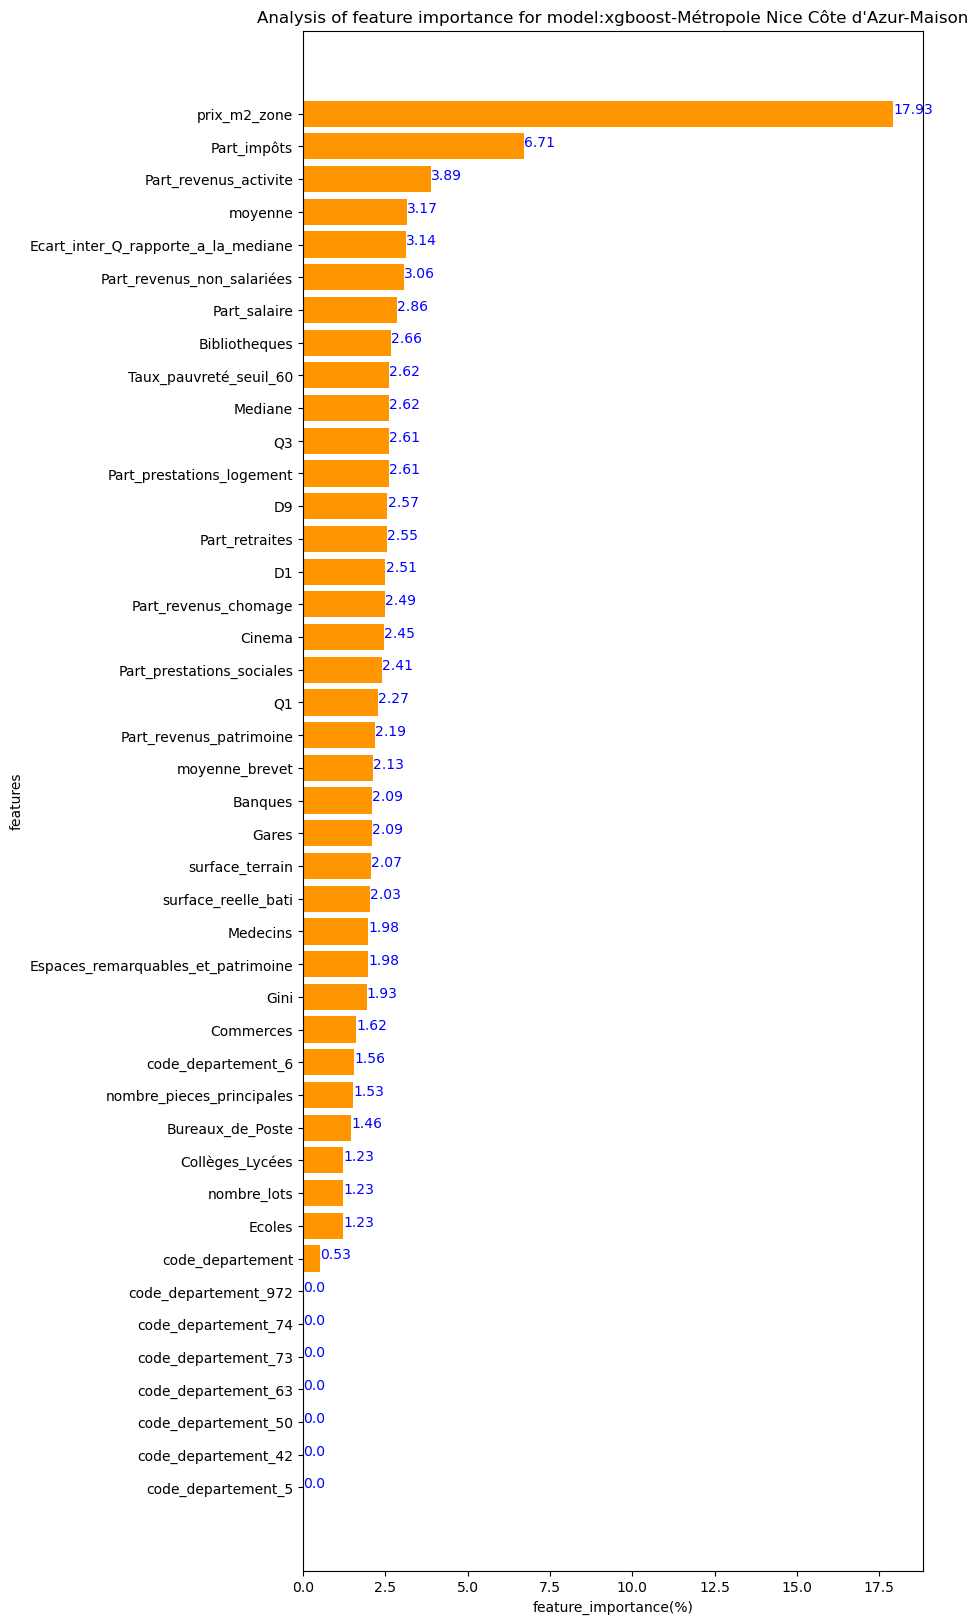 Analysis of feature importance for model:xgboost-Métropole Nice Côte d'Azur-Maison
prix_m2_zone 17.93
Part_impôts 6.71
Part_revenus_activite 3.89
moyenne 3.17
Ecart_inter_Q_rapporte_a_la_mediane 3.14
Part_revenus_non_salariées 3.06
Part_salaire 2.86
Bibliotheques 2.66
Taux_pauvreté_seuil_60 2.62
Mediane 2.62
Q3 2.61
Part_prestations_logement 2.61
D9 2.57
Part_retraites 2.55
D1 2.51
Part_revenus_chomage 2.49
Cinema 2.45
Part_prestations_sociales 2.41
Q1 2.27
Part_revenus_patrimoine 2.19
moyenne_brevet 2.13
Banques 2.09
Gares 2.09
surface_terrain 2.07
surface_reelle_bati 2.03
Medecins 1.98
Espaces_remarquables_et_patrimoine 1.98
Gini 1.93
Commerces 1.62
code_departement_6 1.56
nombre_pieces_principales 1.53
Bureaux_de_Poste 1.46
Collèges_Lycées 1.23
nombre_lots 1.23
Ecoles 1.23
code_departement 0.53
code_departement_972 0.0
code_departement_74 0.0
code_departement_73 0.0
code_departement_63 0.0
code_departement_50 0.0
code_departement_42 0.0
code_departement_5 0.0
features
0.0 2.5 5.0 7.5 10.0 12.5 15.0 17.5
feature_importance(%)